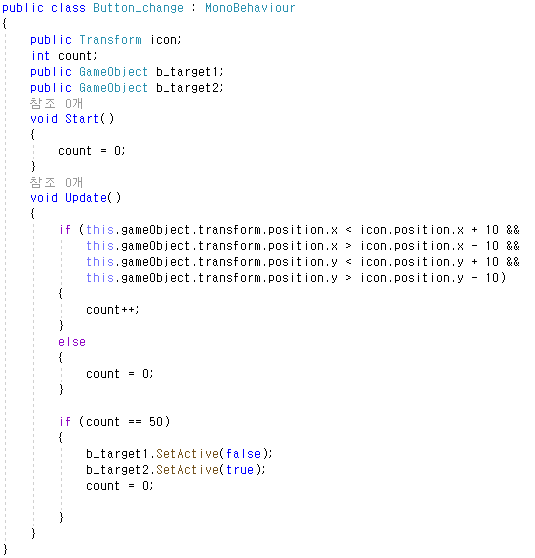 public class Button_change : MonoBehaviour
{
    public Transform icon;
    int count;
    public GameObject b_target1;
    public GameObject b_target2;
    참조 0개
    void Start()
    {
        count = 0;
    }
    참조 0개
    void Update()
    {
        if (this.gameObject.transform.position.x < icon.position.x + 10 &&
            this.gameObject.transform.position.x > icon.position.x - 10 &&
            this.gameObject.transform.position.y < icon.position.y + 10 &&
            this.gameObject.transform.position.y > icon.position.y - 10)
        {
            count++;
        }
        else
        {
            count = 0;
        }

        if (count == 50)
        {
            b_target1.SetActive(false);
            b_target2.SetActive(true);
            count = 0;

        }
    }
}